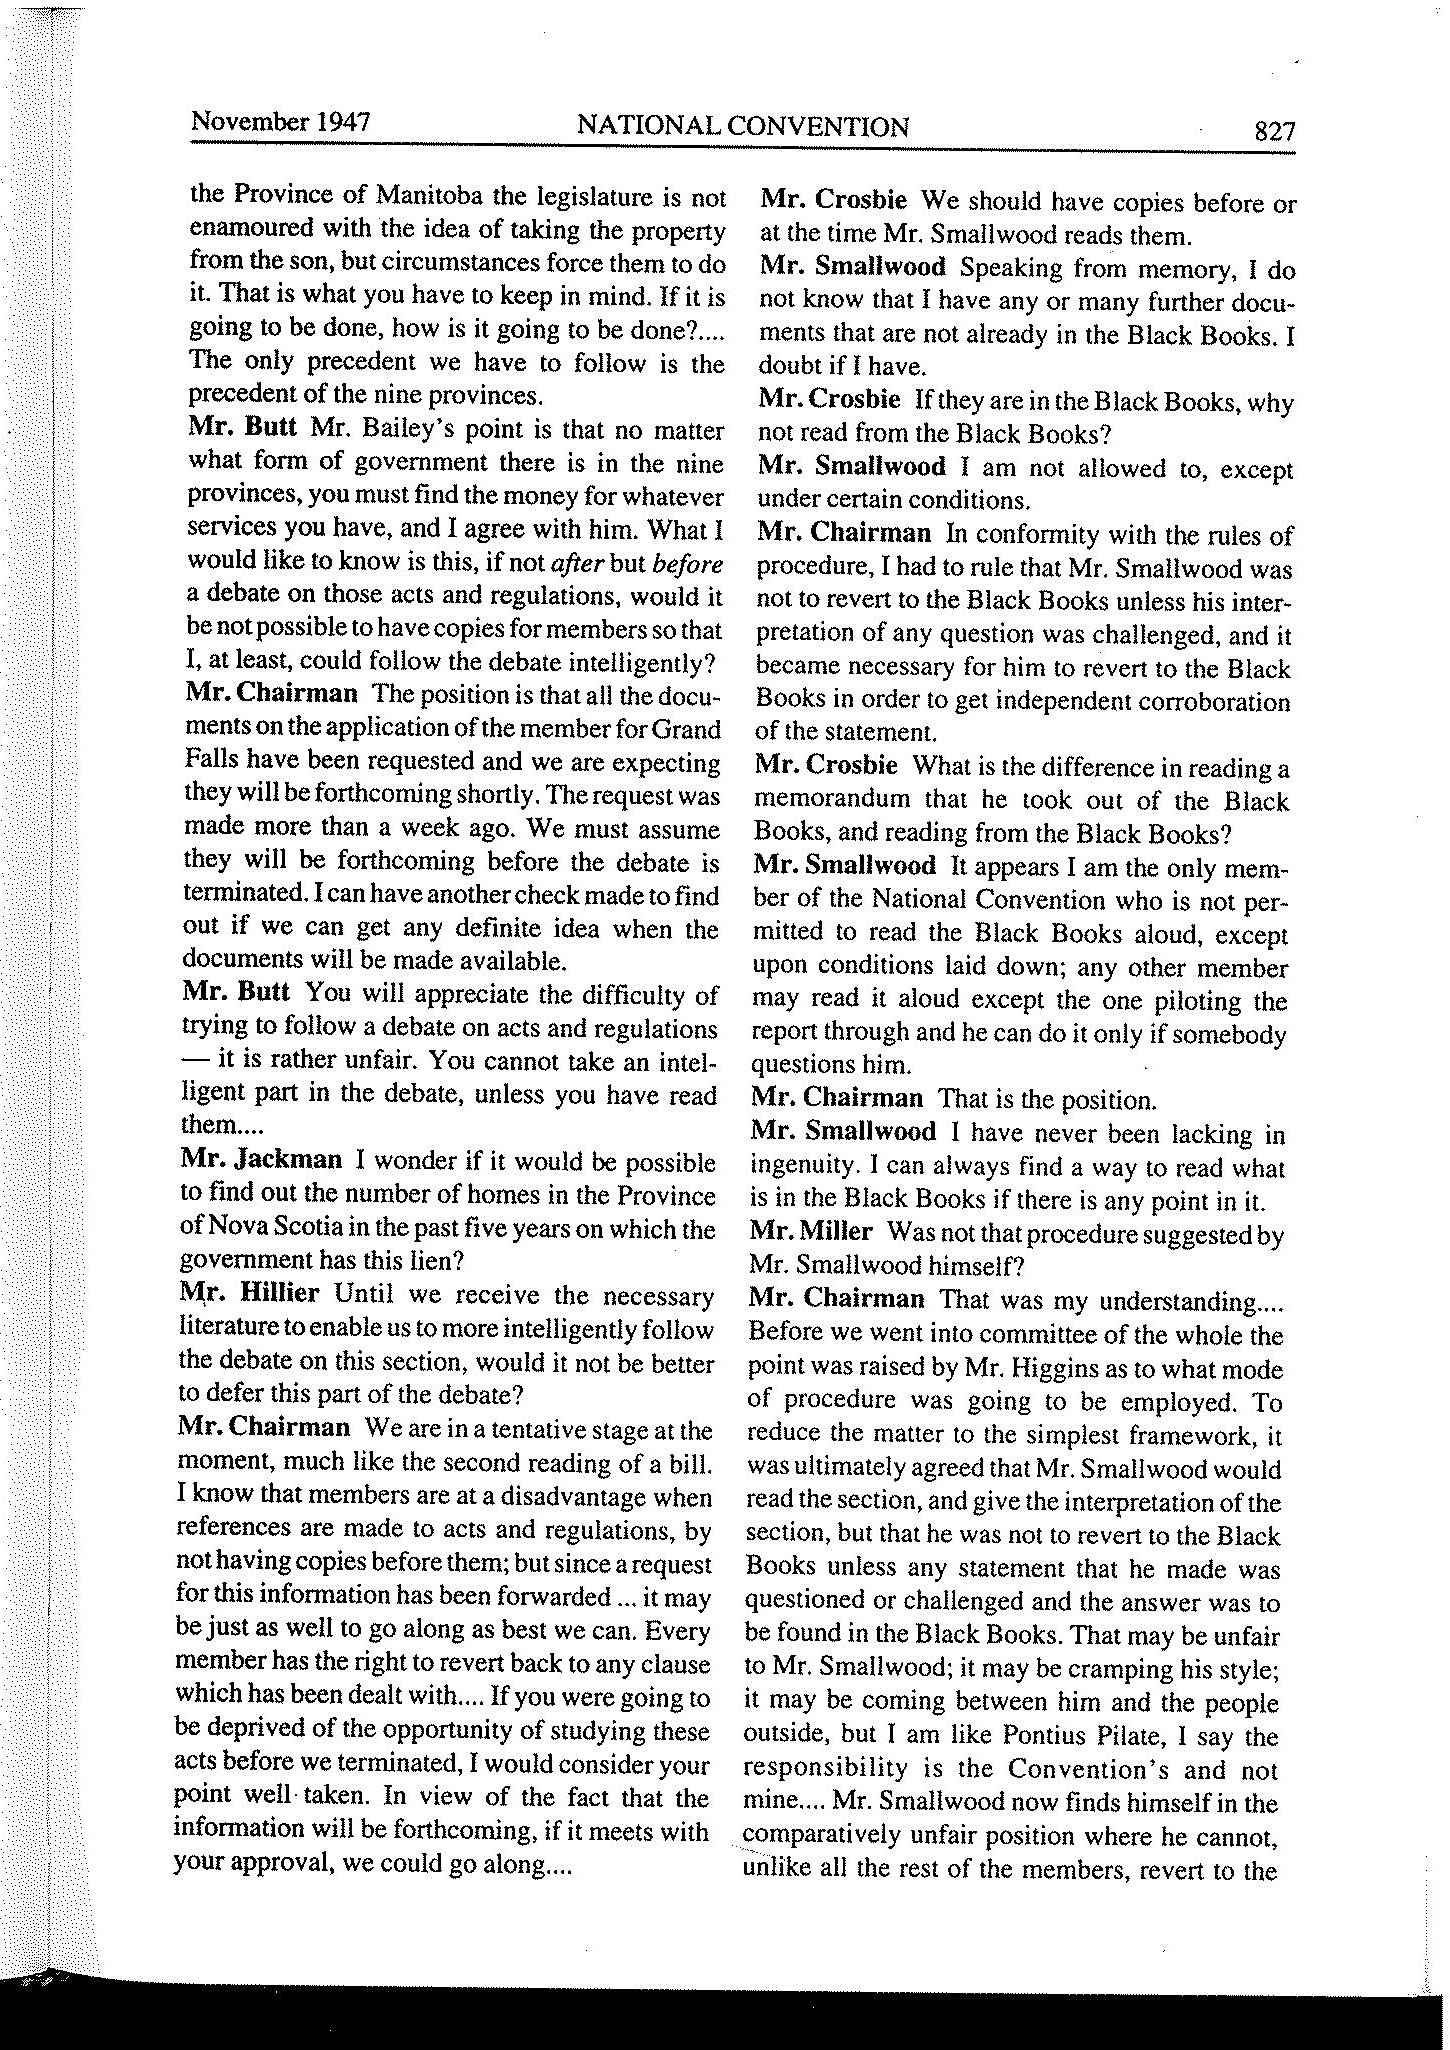 November 1947 NATIONAL CONVENTION 827
the Province of Manitoba the legislature is not
enamoured with the idea of taking the property
from the son, but circumstances force them to do
it. That is what you have to keep in mind. If it is
going to be done, how is it going to be done?....
The only precedent we have to follow is the
precedent of the nine provinces.
Mr. Butt Mr. Bailey's point is that no matter
what form of government there is in the nine
provinces, you must find the money for whatever
services you have, and I agree with him. What I
would like to know is this, if not after but before
a debate on those acts and regulations, would it
be not possible to have copies for members so that
I, at least, could follow the debate intelligently?
Mr. Chairman The position is that all the docu-
ments on the application of the member for Grand
Falls have been requested and we are expecting
they will be forthcoming shortly. The request was
made more than a week ago. We must assume
they will be forthcoming before the debate is
terminated. I can have another check made to find
out if we can get any definite idea when the
documents will be made available.
Mr. Butt You will appreciate the difficulty of
trying to follow a debate on acts and regulations
— it is rather unfair. You cannot take an intel-
ligent part in the debate, unless you have read
them....
Mr. Jackman I wonder if it would be possible
to find out the number of homes in the Province
of Nova Scotia in the past five years on which the
government has this lien?
Mr. Hillier Until we receive the necessary
literature to enable us to more intelligently follow
the debate on this section, would it not be better
to defer this part of the debate?
Mr. Chairman We are in a tentative stage at the
moment, much like the second reading of a bill.
I know that members are at a disadvantage when
references are made to acts and regulations, by
not having copies before them; but since a request
for this information has been forwarded ... it may
be just as well to go along as best we can. Every
member has the right to revert back to any clause
which has been dealt with.... If you were going to
be deprived of the opportunity of studying these
acts before we terminated, I would consider your
point well taken. In view of the fact that the
information will be forthcoming, if it meets with
your approval, we could go along....
Mr. Crosbie We should have copies before or
at the time Mr. Smallwood reads them.
Mr. Smallwood Speaking from memory, I do
not know that I have any or many further docu-
ments that are not already in the Black Books. I
doubt if I have.
Mr. Crosbie If they are in the Black Books, why
not read from the Black Books?
Mr. Smallwood I am not allowed to, except
under certain conditions.
Mr. Chairman In conformity with the rules of
procedure, I had to rule that Mr. Smallwood was
not to revert to the Black Books unless his inter-
pretation of any question was challenged, and it
became necessary for him to revert to the Black
Books in order to get independent corroboration
of the statement.
Mr. Crosbie What is the difference in reading a
memorandum that he took out of the Black
Books, and reading from the Black Books?
Mr. Smallwood It appears I am the only mem-
ber of the National Convention who is not per-
mitted to read the Black Books aloud, except
upon conditions laid down; any other member
may read it aloud except the one piloting the
report through and he can do it only if somebody
questions him.
Mr. Chairman That is the position.
Mr. Smallwood I have never been lacking in
ingenuity. I can always find a way to read what
is in the Black Books if there is any point in it.
Mr. Miller Was not that procedure suggested by
Mr. Smallwood himself?
Mr. Chairman That was my understanding....
Before we went into committee of the whole the
point was raised by Mr. Higgins as to what mode
of procedure was going to be employed. To
reduce the matter to the simplest framework, it
was ultimately agreed that Mr. Smallwood would
read the section, and give the interpretation of the
section, but that he was not to revert to the Black
Books unless any statement that he made was
questioned or challenged and the answer was to
be found in the Black Books. That may be unfair
to Mr. Smallwood; it may be cramping his style;
it may be coming between him and the people
outside, but I am like Pontius Pilate, I say the
responsibility is the Convention's and not
mine.... Mr. Smallwood now finds himself in the
comparatively unfair position where he cannot,
unlike all the rest of the members, revert to the